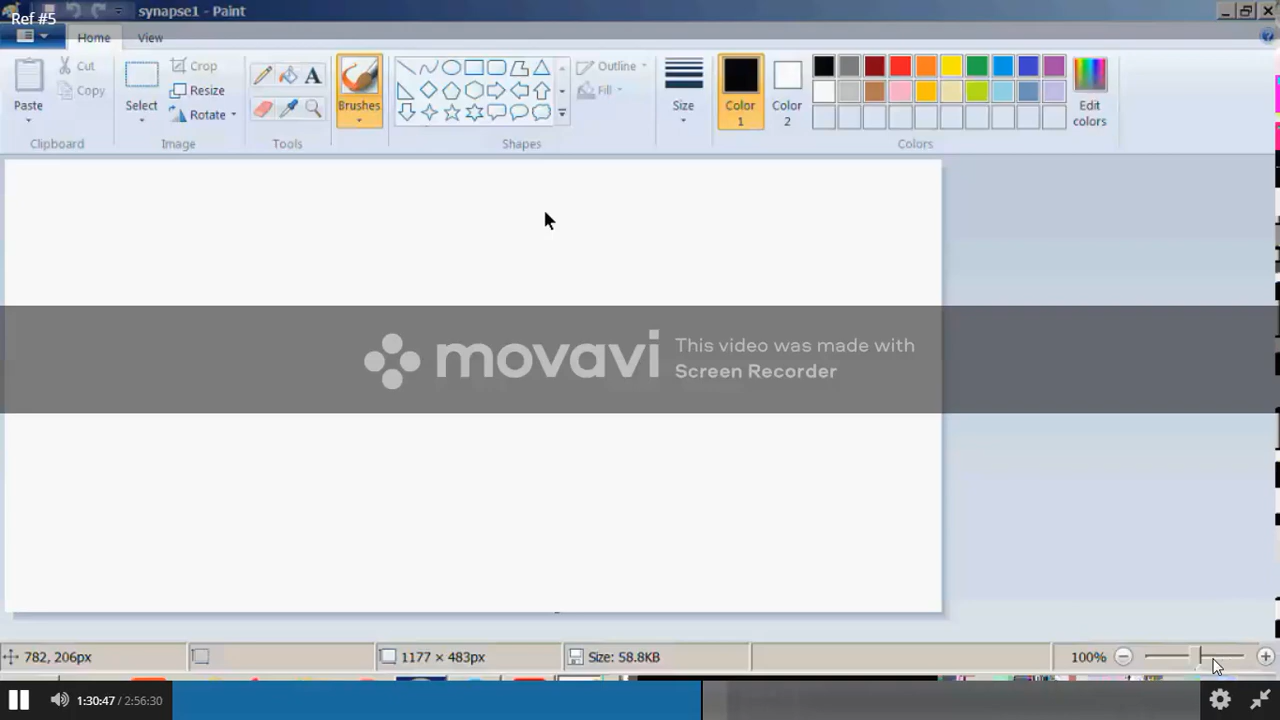 Ref #5
synapse1 - Paint
Home View
Paste
Cut
Copy
Clipboard
Select
Crop
Resize
Rotate
Image
A
Tools
Brushes
Outline
Fill
Shapes
Size
Color
1
Color
2
Edit
colors
Colors
movavi
This video was made with
Screen Recorder
782, 206px
1177 × 483px
Size: 58.8KB
100%
1:30:47 / 2:56:30